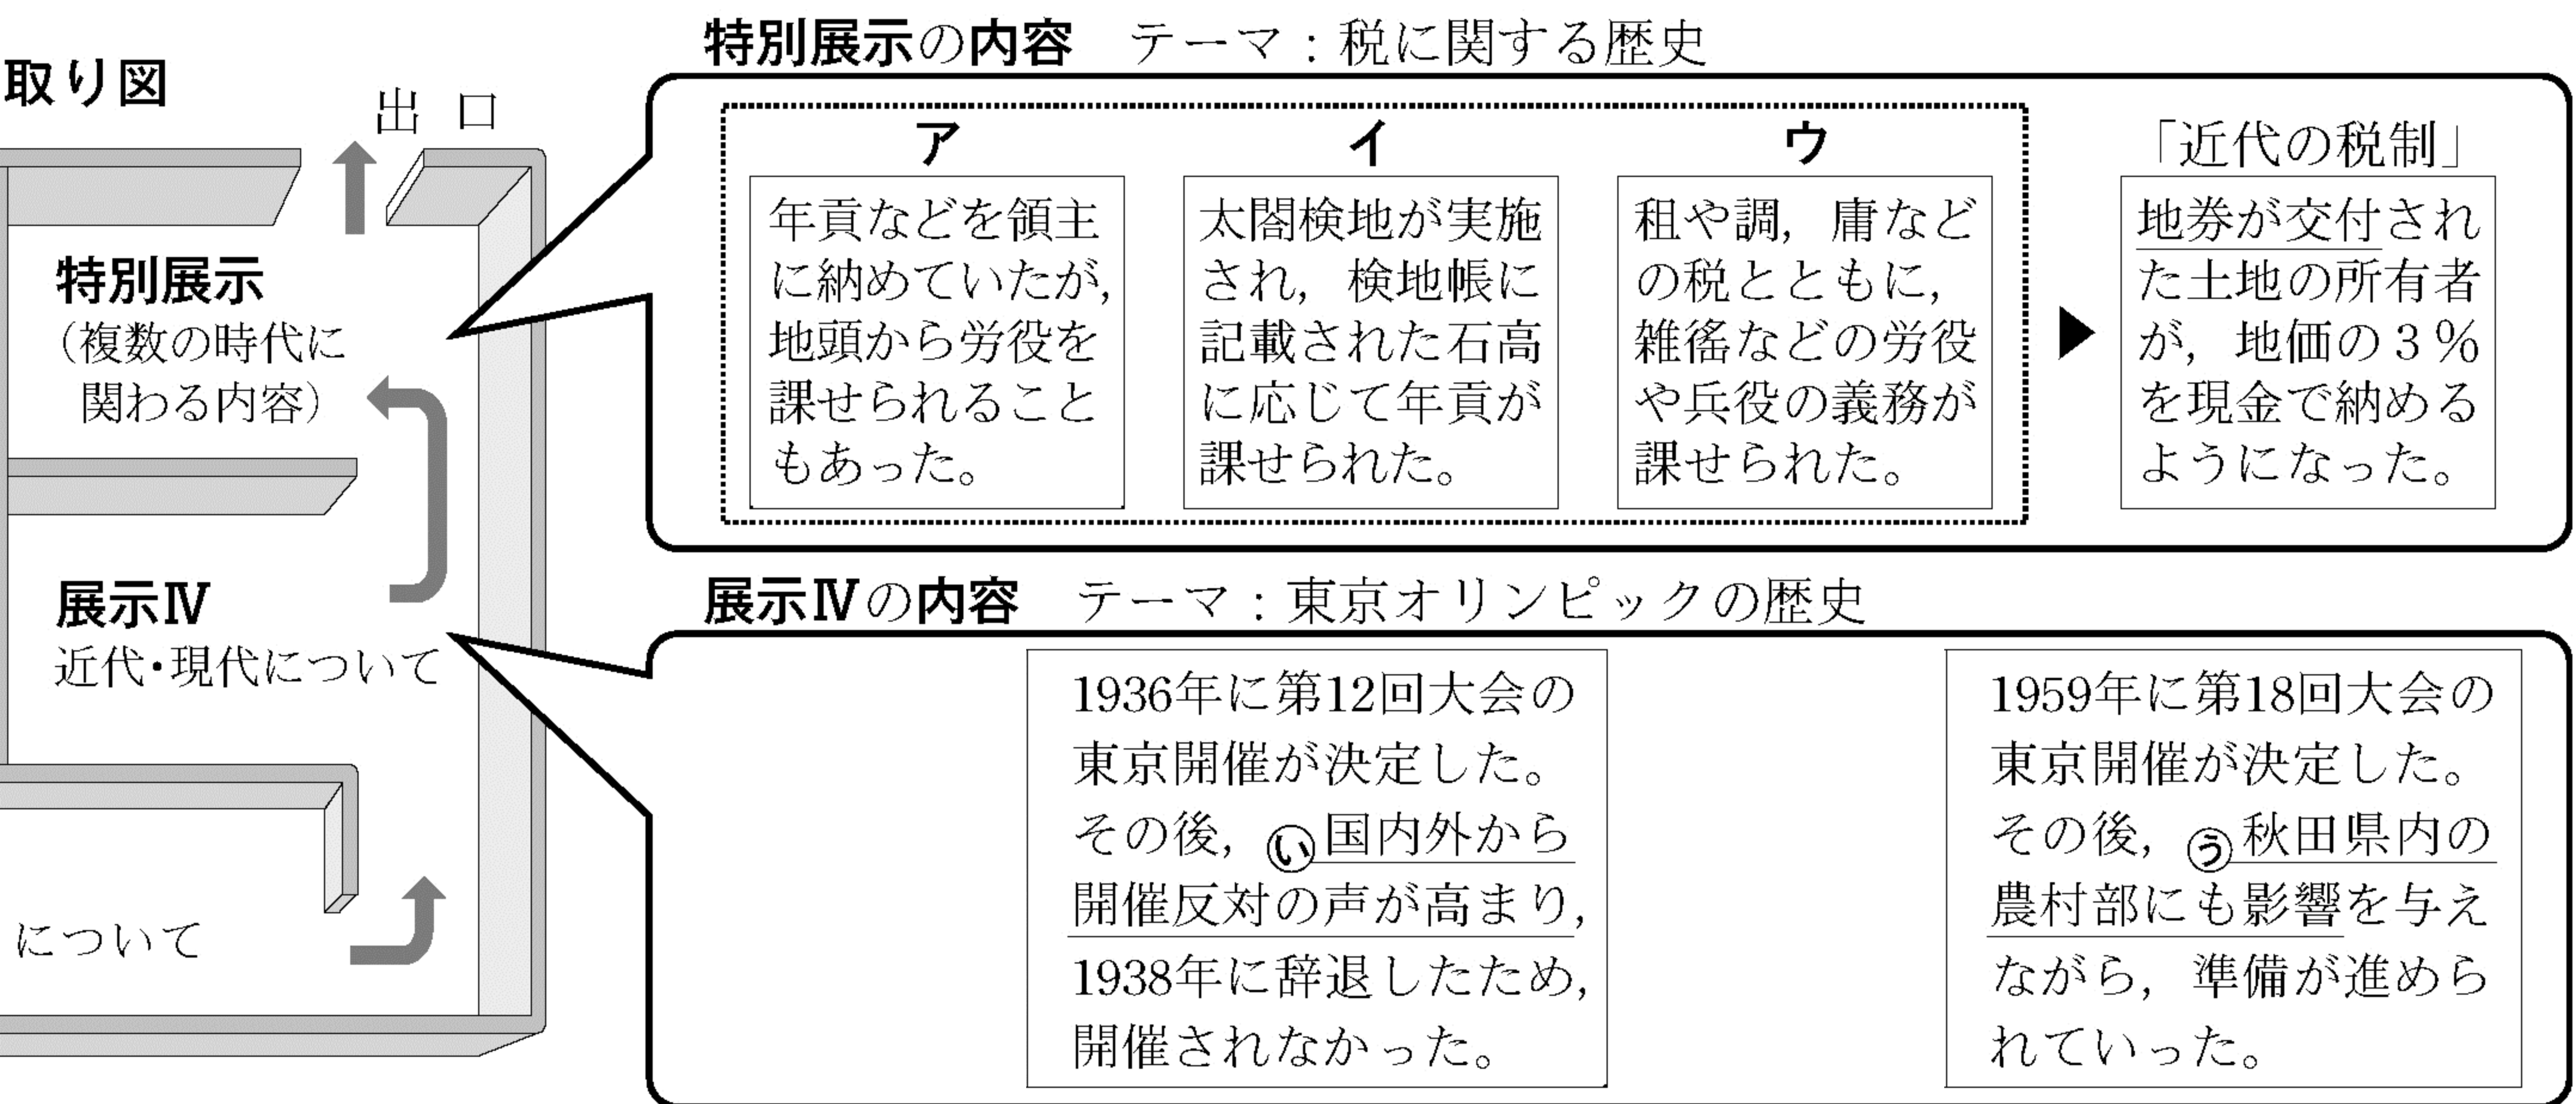 取り図
出 口
特別展示
（複数の時代に
関わる内容）
展示Ⅳ
近代・現代について
について
特別展示の内容　テーマ：税に関する歴史
ア
年貢などを領主
に納めていたが，
地頭から労役を
課せられること
もあった。
イ
太閤検地が実施
され，検地帳に
記載された石高
に応じて年貢が
課せられた。
ウ
租や調，庸など
の税とともに，
雑徭などの労役
や兵役の義務が
課せられた。
「近代の税制」
地券が交付され
た土地の所有者
が，地価の３％
を現金で納める
ようになった。
展示Ⅳの内容　テーマ：東京オリンピックの歴史
1936年に第12回大会の
東京開催が決定した。
その後，㋑国内外から
開催反対の声が高まり，
1938年に辞退したため，
開催されなかった。
1959年に第18回大会の
東京開催が決定した。
その後，㋒秋田県内の
農村部にも影響を与え
ながら，準備が進めら
れていった。